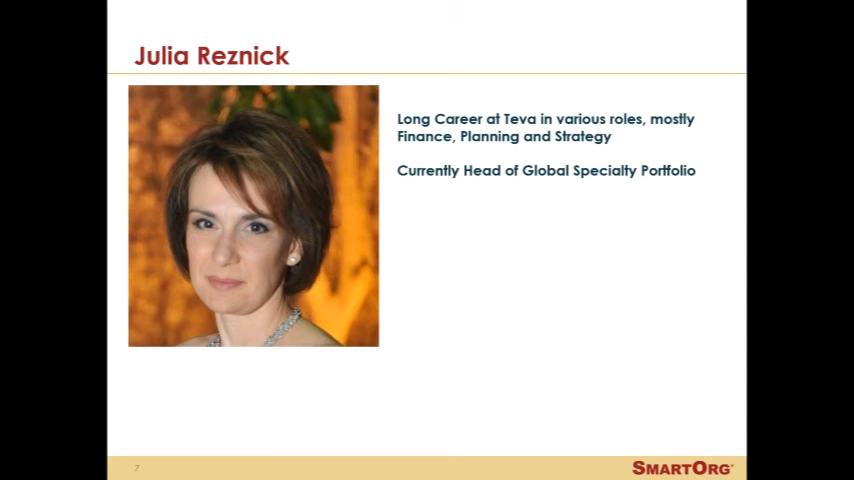 Julia Reznick
Long Career at Teva in various roles, mostly
Finance, Planning and Strategy
Currently Head of Global Specialty Portfolio
7
SMARTORG®